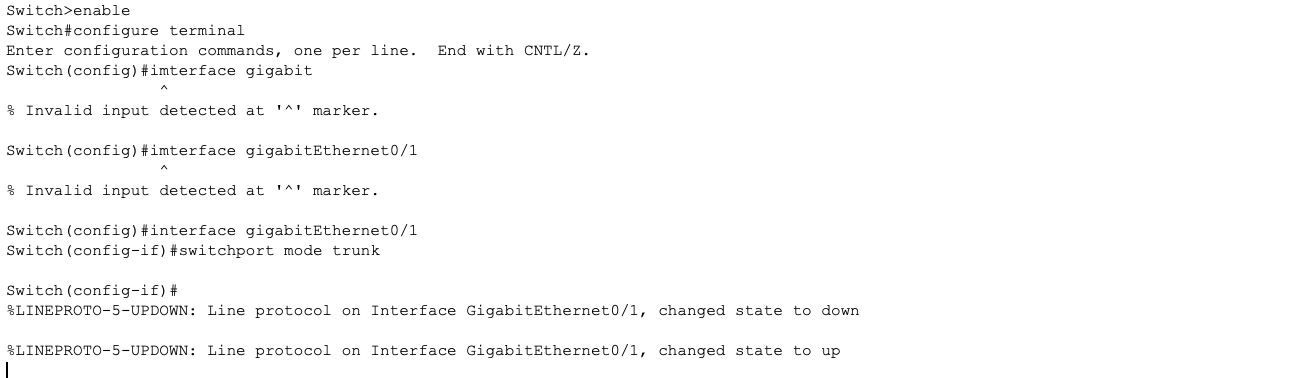 Switch>enable
Switch#configure terminal
Enter configuration commands, one per line.  End with CNTL/Z.
Switch(config)#imterface gigabit
                ^
% Invalid input detected at '^' marker.
Switch(config)#imterface gigabitEthernet0/1
                ^
% Invalid input detected at '^' marker.
Switch(config)#interface gigabitEthernet0/1
Switch(config-if)#switchport mode trunk
Switch(config-if)#
%LINEPROTO-5-UPDOWN: Line protocol on Interface GigabitEthernet0/1, changed state to down
%LINEPROTO-5-UPDOWN: Line protocol on Interface GigabitEthernet0/1, changed state to up